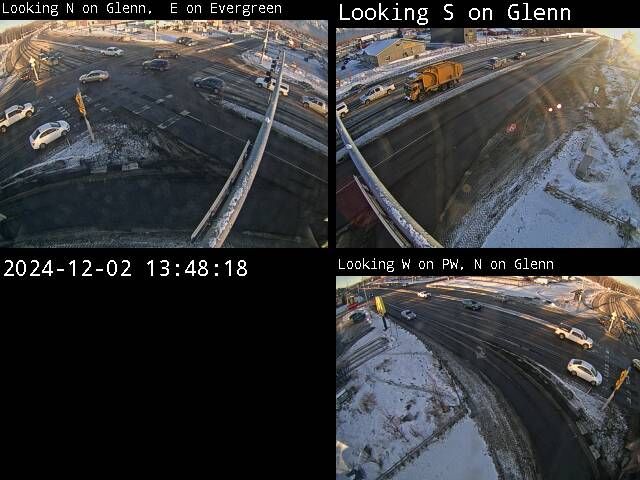 Looking N on Glenn,  E on Evergreen
Looking S on Glenn
2024-12-02 13:48:18
Looking W on PW, N on Glenn